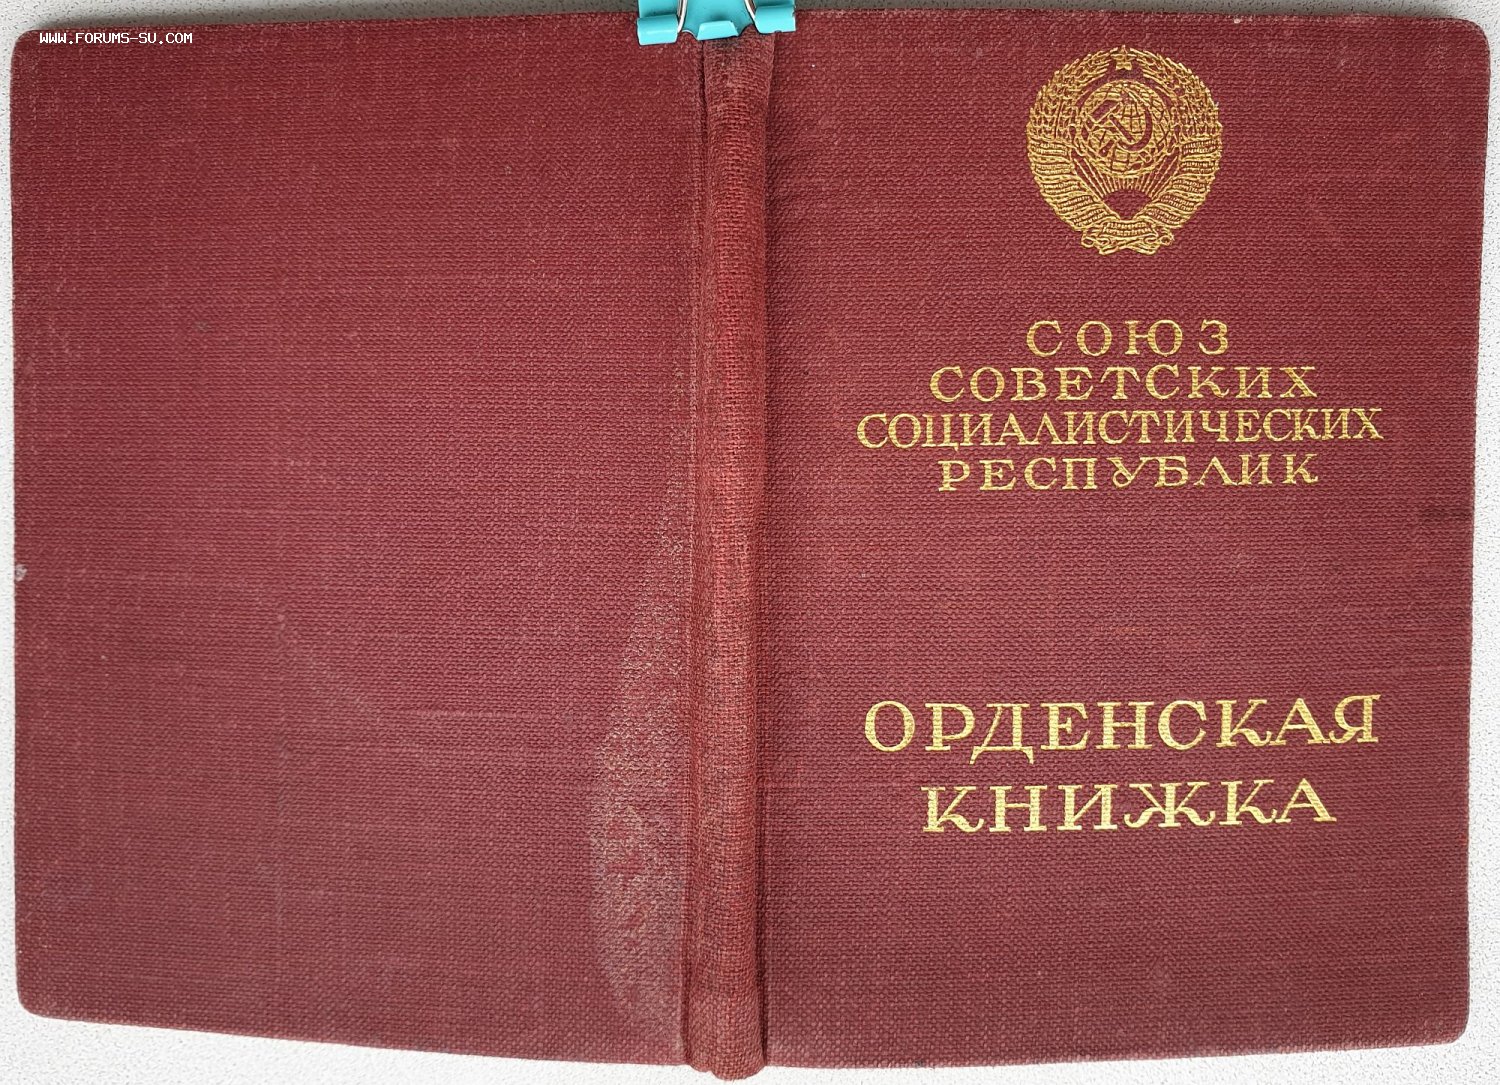 WWW.FORUMS-SU.COM
СОЮЗ
СОВЕТСКИХ
СОЦИАЛИСТИЧЕСКИХ
РЕСПУБЛИК
ОРДЕНСКАЯ
КНИЖКА